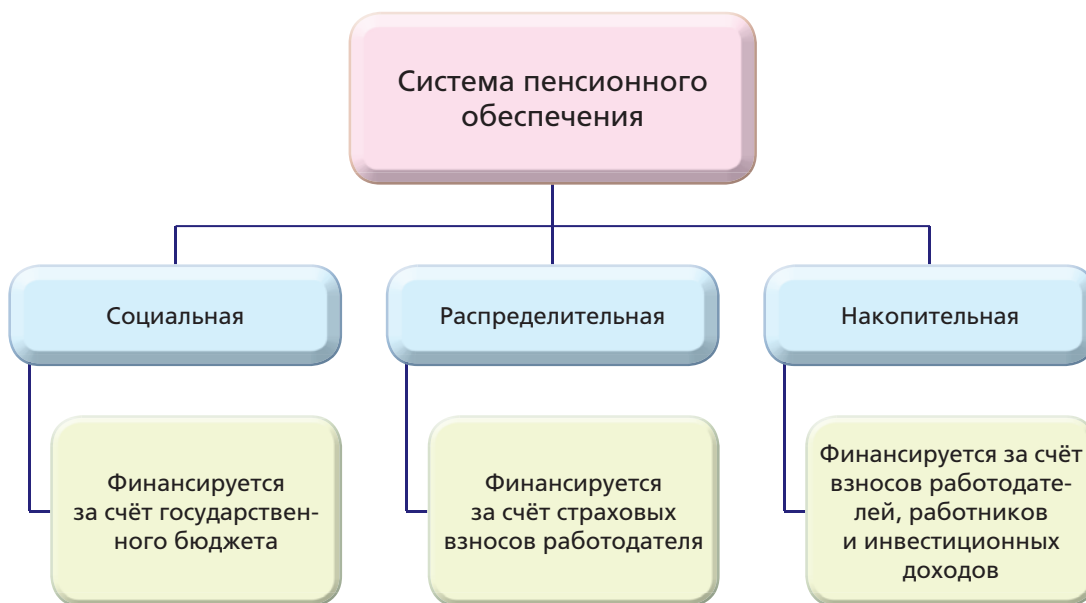 Система пенсионного
обеспечения
Социальная
Распределительная
Накопительная
Финансируется
за счёт государствен-
ного бюджета
Финансируется
за счёт страховых
взносов работодателя
Финансируется за счёт
взносов работодате-
лей, работников
и инвестиционных
доходов